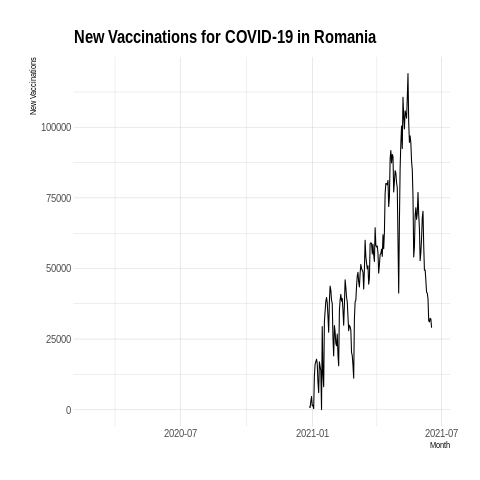 New Vaccinations for COVID-19 in Romania
New Vaccinations
100000
75000
50000
25000
0
2020-07
2021-01
2021-07
Month